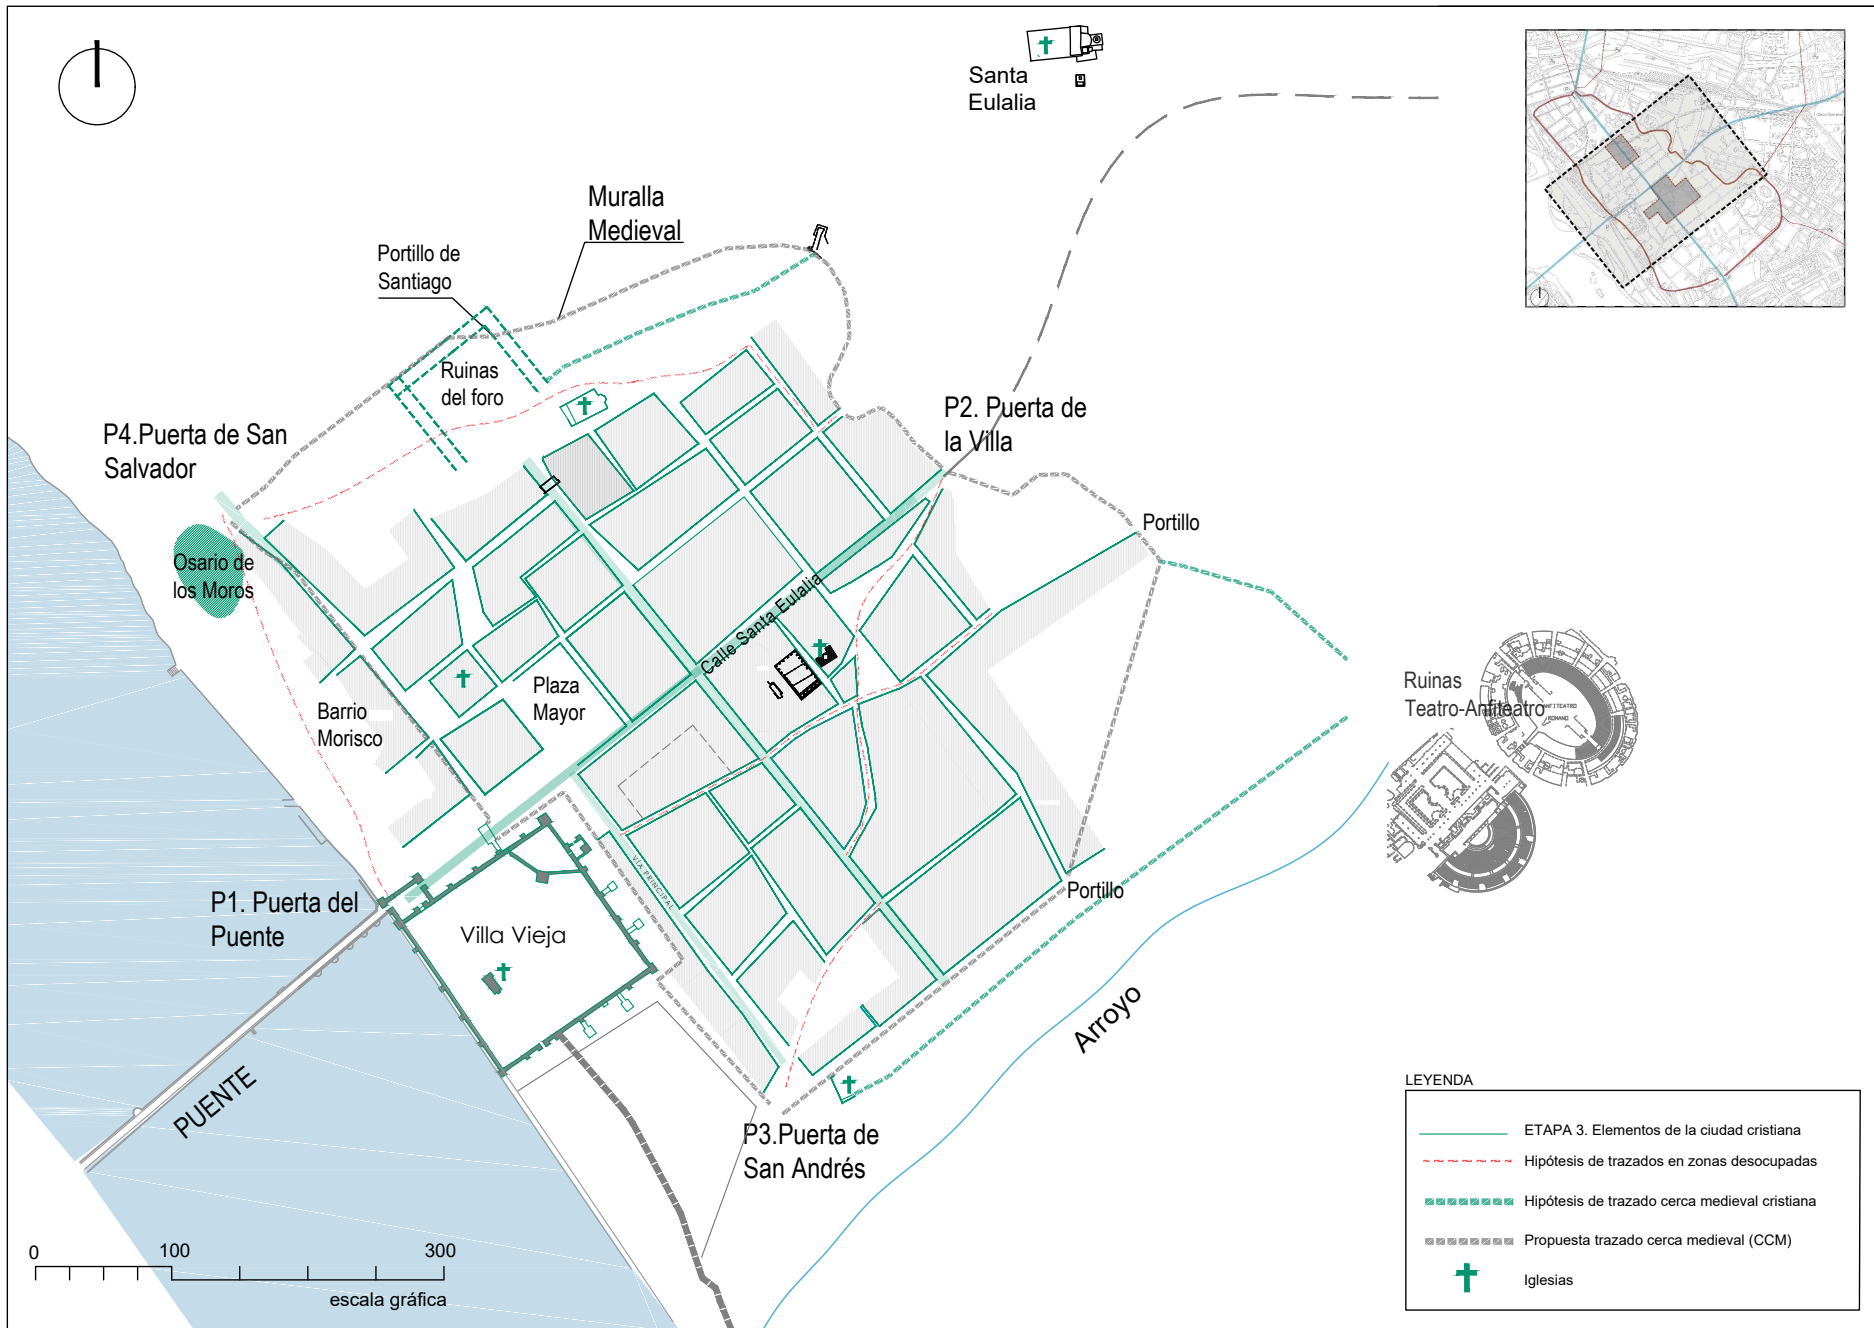 Santa
Eulalia
Muralla
Medieval
Portillo de
Santiago
Ruinas
del foro
P4.Puerta de San
Salvador
P2. Puerta de
la Villa
Portillo
Osario de
los Moros
Calle Santa Eulalia
Plaza
Mayor
Barrio
Morisco
Ruinas
Teatro-Anfiteatro
ANFITEATRO
ROMANO
VÍA PRINCIPAL
Portillo
P1. Puerta del
Puente
Villa Vieja
Arroyo
PUENTE
P3.Puerta de
San Andrés
0 100 300
escala gráfica
LEYENDA
ETAPA 3. Elementos de la ciudad cristiana
Hipótesis de trazados en zonas desocupadas
Hipótesis de trazado cerca medieval cristiana
Propuesta trazado cerca medieval (CCM)
Iglesias